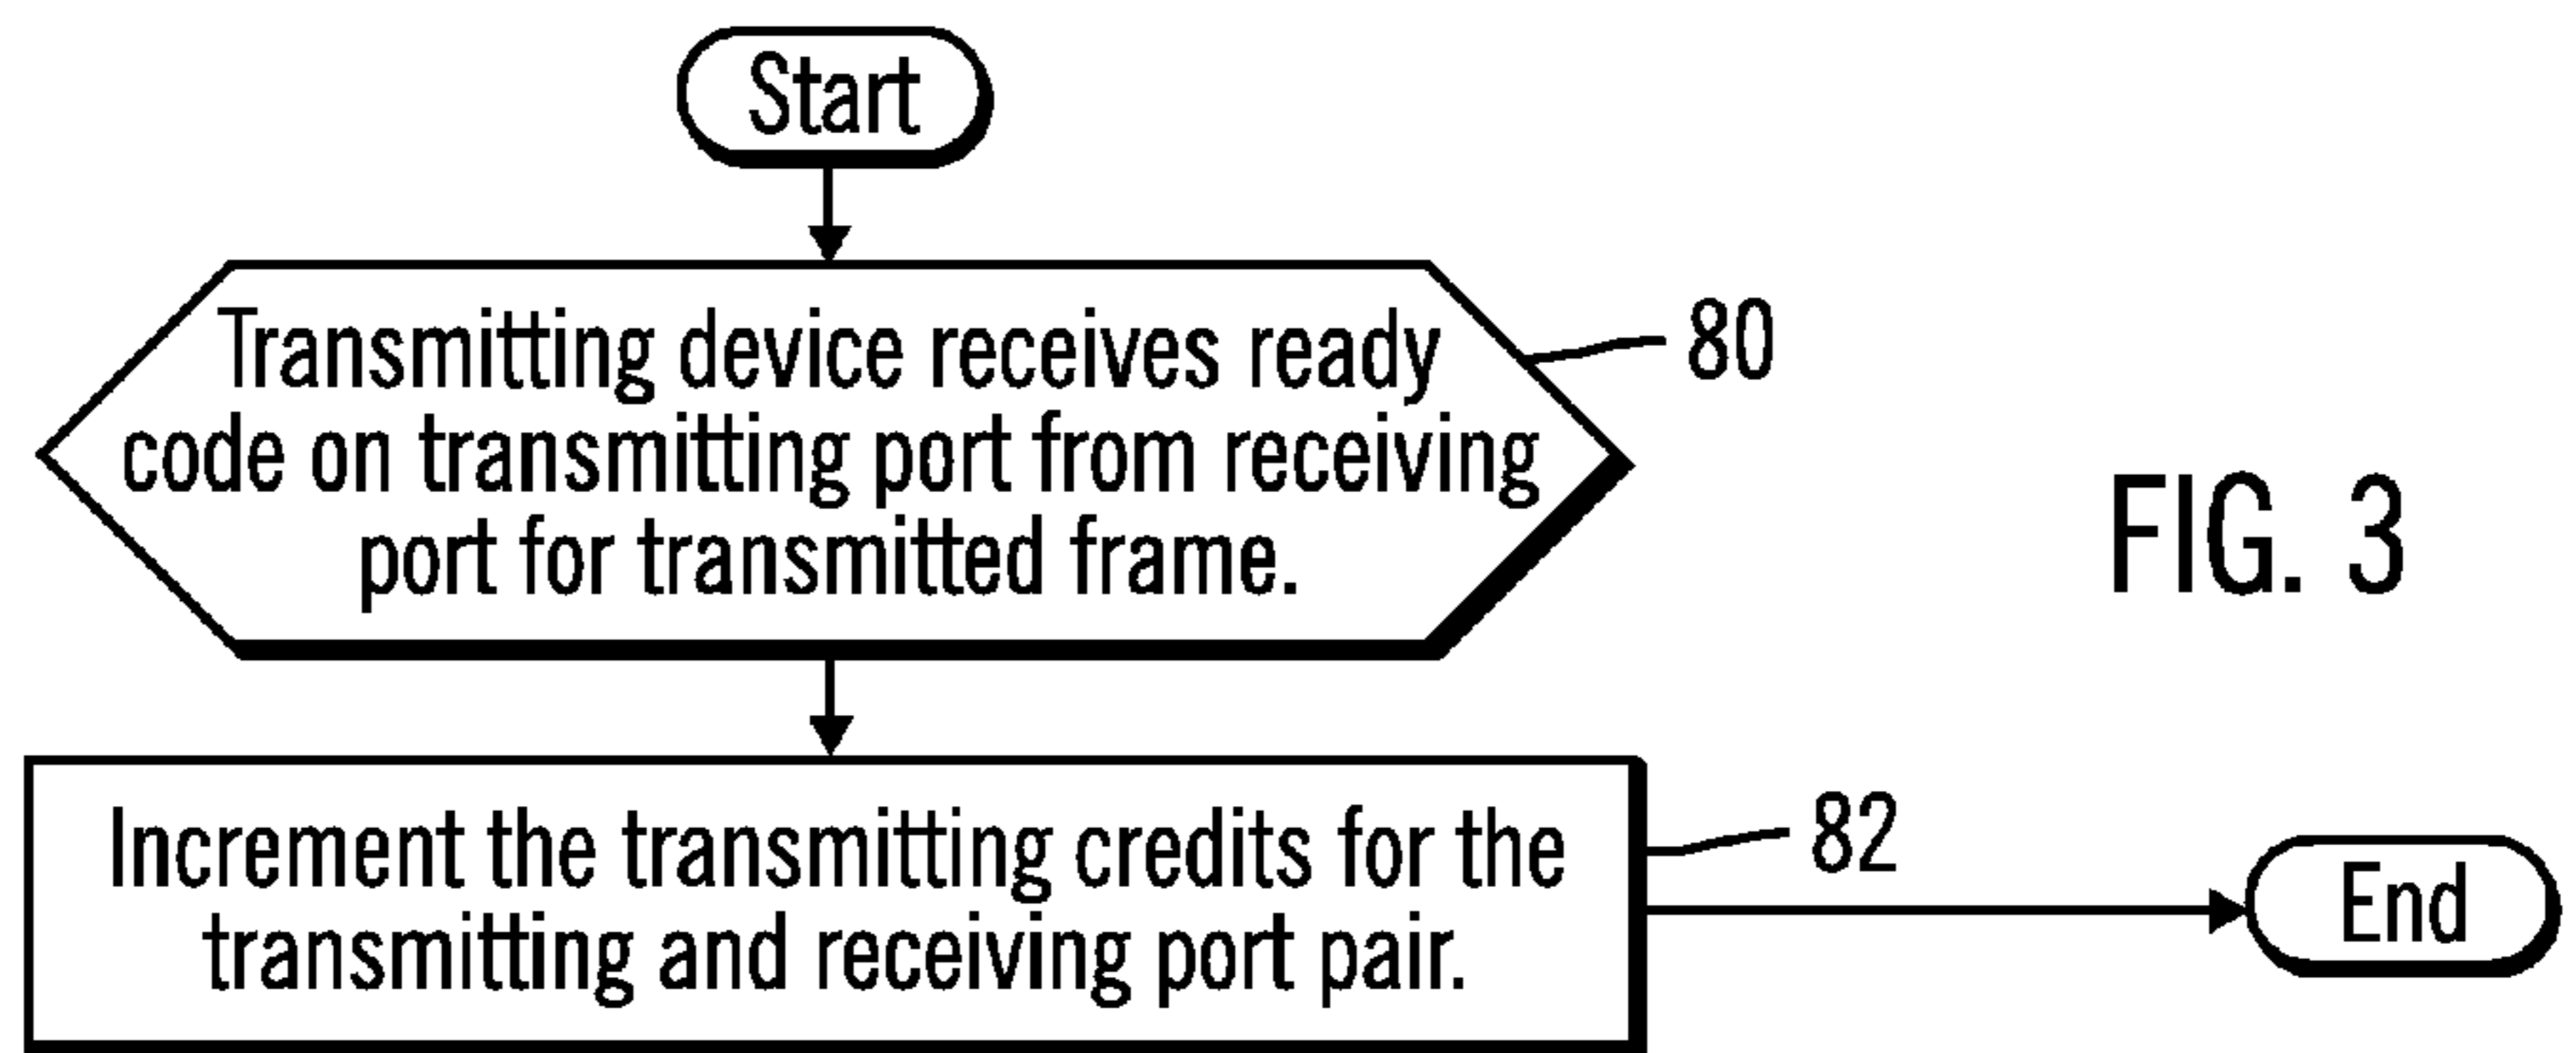 Start
Transmitting device receives ready
code on transmitting port from receiving
port for transmitted frame.
80
FIG. 3
Increment the transmitting credits for the
transmitting and receiving port pair.
82
End